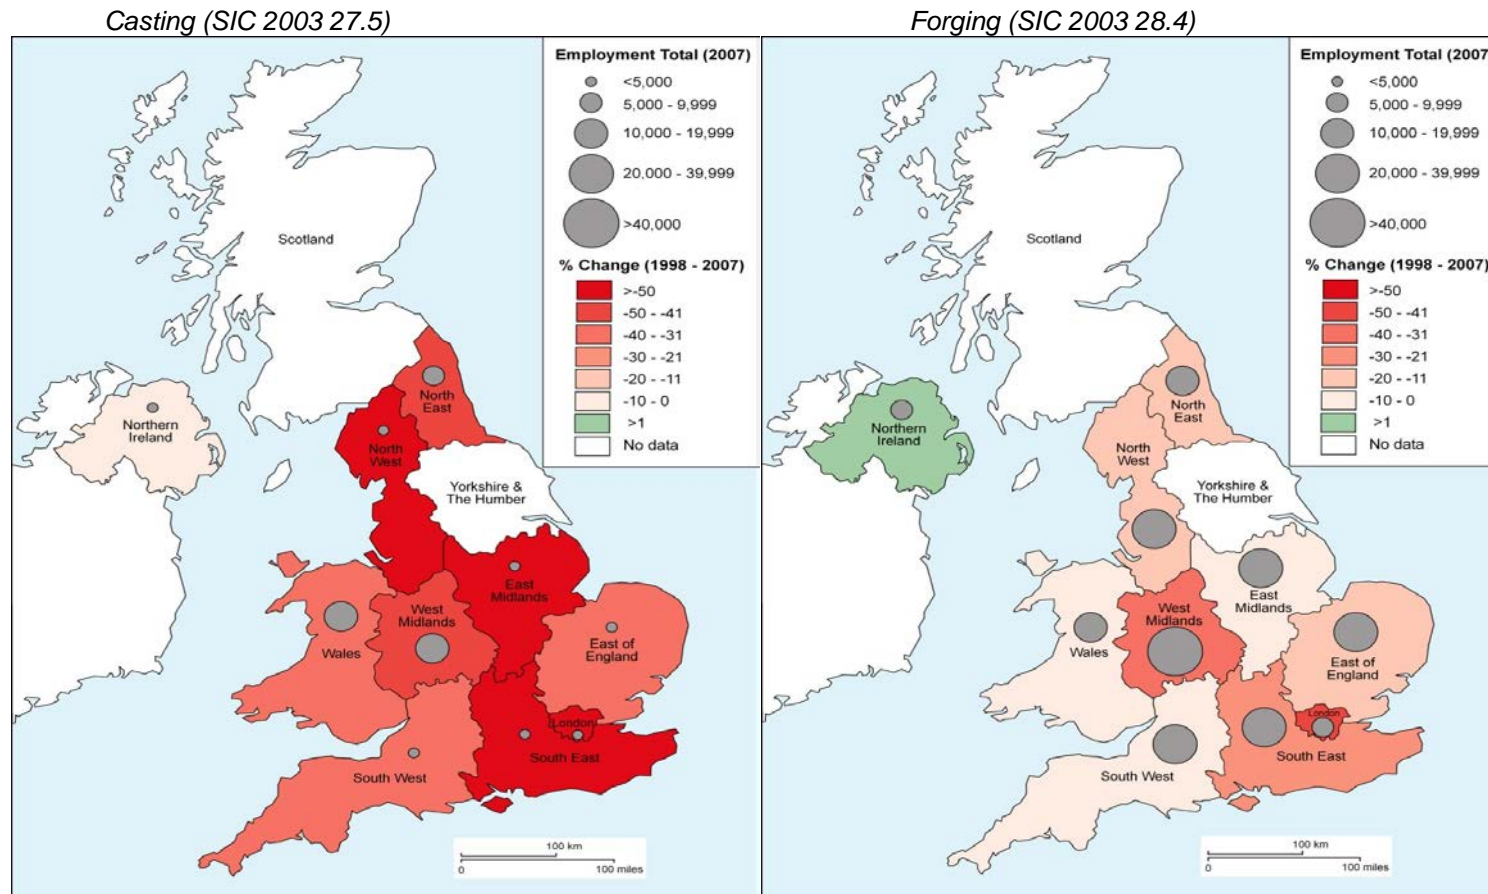 Casting (SIC 2003 27.5)
Forging (SIC 2003 28.4)
Employment Total (2007)
<5,000
5,000 - 9,999
10,000 - 19,999
20,000 - 39,999
>40,000
% Change (1998 - 2007)
>-50
-50 - -41
-40 - -31
-30 - -21
-20 - -11
-10 - 0
>1
No data
Scotland
North
East
Northern
Ireland
North
West
Yorkshire &
The Humber
East
Midlands
West
Midlands
Wales
East of
England
London
South East
South West
100 km
0
100 miles
Employment Total (2007
<5,000
5,000 - 9,999
10,000 - 19,999
20,000 - 39,999
>40,000
% Change (1998 - 2007)
>-50
-50 - -41
-40 - -31
-30 - -21
-20 - -11
-10 - 0
>1
No data
Scotland
North
East
Northern
Ireland
North
West
Yorkshire &
The Humber
East
Midlands
West
Midlands
Wales
East of
England
London
South East
South West
100 km
0
100 miles